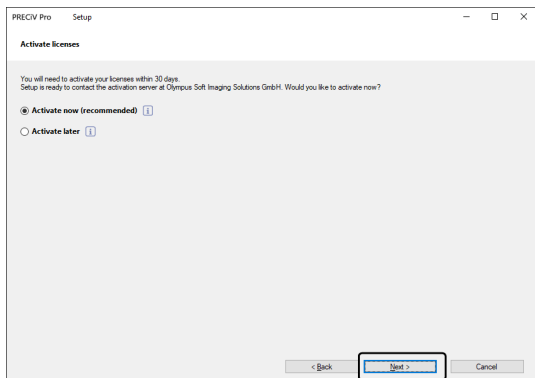 PRECiV Pro Setup
Activate licenses
You will need to activate your licenses within 30 days.
Setup is ready to contact the activation server at Olympus Soft Imaging Solutions GmbH. Would you like to activate now?
Activate now (recommended) i
Activate later i
< Back Next > Cancel